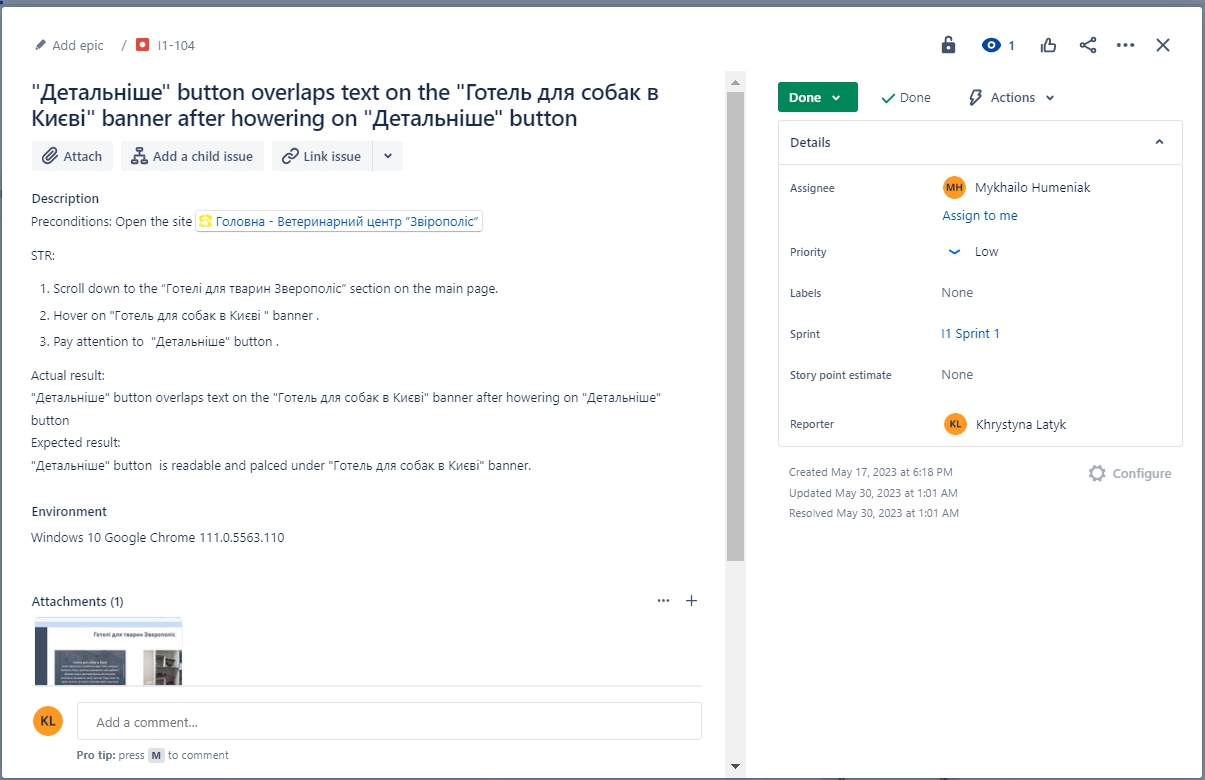 Add epic / I1-104
1
"Детальніше" button overlaps text on the "Готель для собак в
Києві" banner after howering on "Детальніше" button
Attach
Add a child issue
Link issue
Description
Preconditions: Open the site Головна - Ветеринарний центр "Звірополіс"
STR:
1. Scroll down to the "Готелі для тварин Зверополіс" section on the main page.
2. Hover on "Готель для собак в Києві " banner .
3. Pay attention to "Детальніше" button .
Actual result:
"Детальніше" button overlaps text on the "Готель для собак в Києві" banner after howering on "Детальніше"
button
Expected result:
"Детальніше" button is readable and palced under "Готель для собак в Києві" banner.
Environment
Windows 10 Google Chrome 111.0.5563.110
Attachments (1)
Готелі для тварин Зверополіс
KL
Add a comment...
Pro tip: press M to comment
Done
Done
Actions
Details
Assignee
MH Mykhailo Humeniak
Assign to me
Priority
Low
Labels
None
Sprint
I1 Sprint 1
Story point estimate
None
Reporter
KL Khrystyna Latyk
Created May 17, 2023 at 6:18 PM
Updated May 30, 2023 at 1:01 AM
Resolved May 30, 2023 at 1:01 AM
Configure